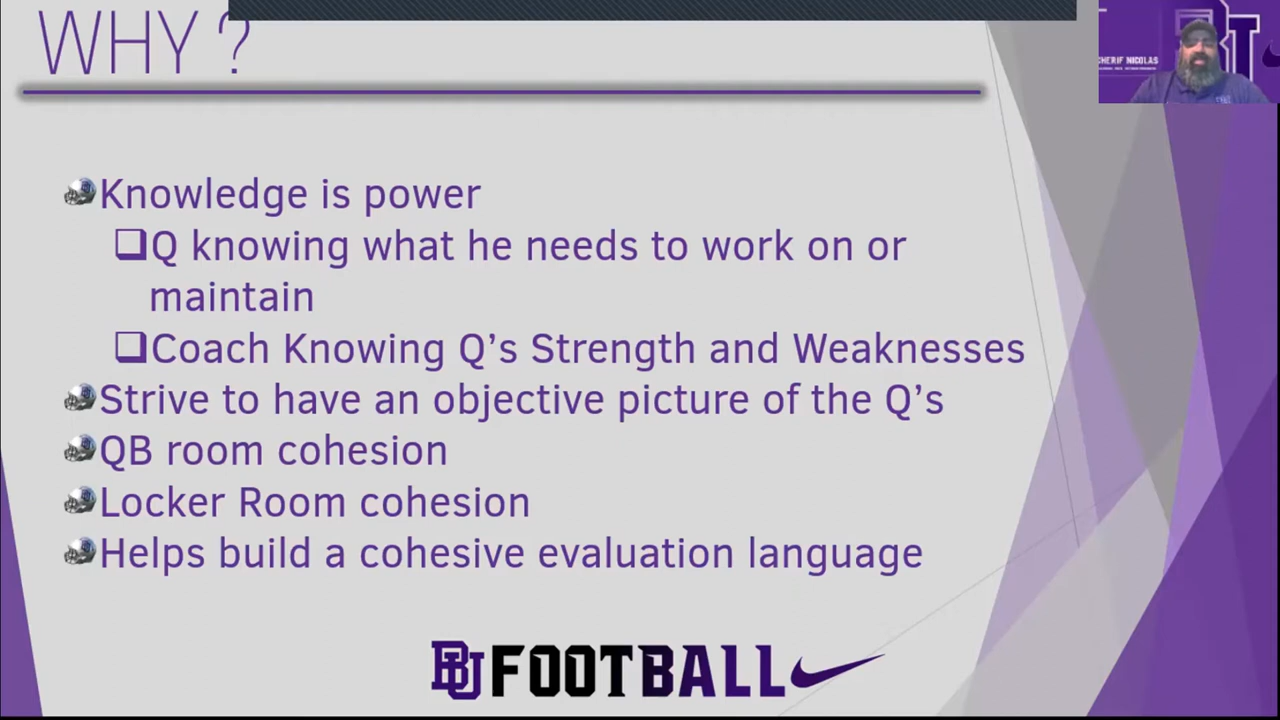 WHY ?
CHERIF NICOLAS
Knowledge is power
Q knowing what he needs to work on or
maintain
Coach Knowing Q’s Strength and Weaknesses
Strive to have an objective picture of the Q’s
QB room cohesion
Locker Room cohesion
Helps build a cohesive evaluation language
BU FOOTBALL